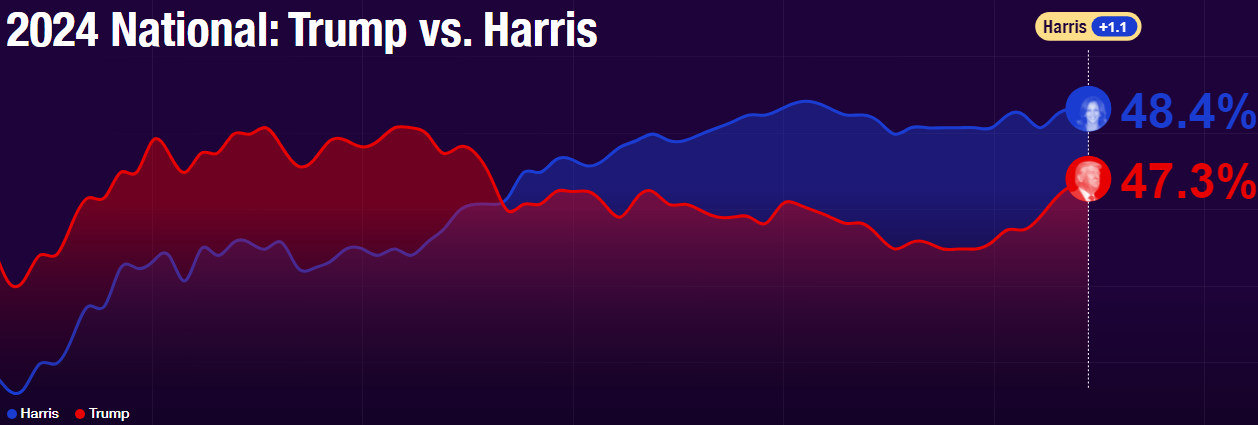 2024 National: Trump vs. Harris
Harris +1.1
48.4%
47.3%
Harris Trump